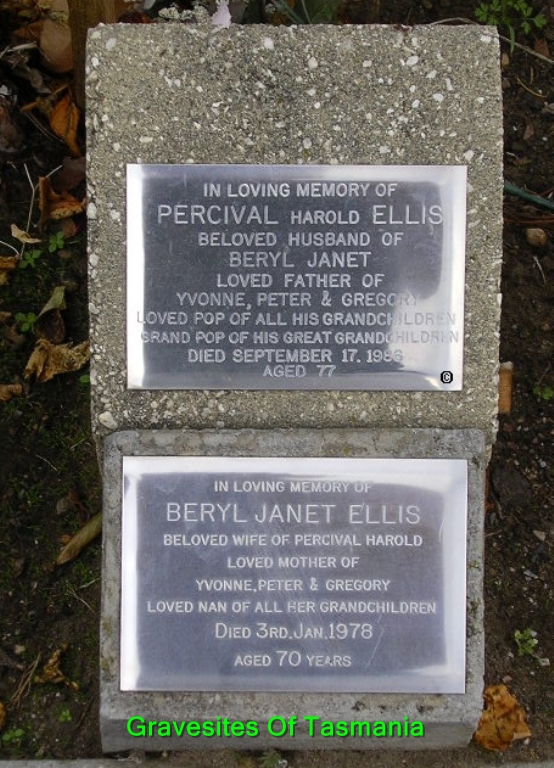 IN LOVING MEMORY OF
PERCIVAL HAROLD ELLIS
BELOVED HUSBAND OF
BERYL JANET
LOVED FATHER OF
YVONNE, PETER & GREGORY
LOVED POP OF ALL HIS GRANDCHILDREN
GRAND POP OF HIS GREAT GRANDCHILDREN
DIED SEPTEMBER 17.
AGED 77
©
IN LOVING MEMORY OF
BERYL JANET ELLIS
BELOVED WIFE OF PERCIVAL HAROLD
LOVED MOTHER OF
YVONNE, PETER & GREGORY
LOVED NAN OF ALL HER GRANDCHILDREN
DIED 3RD. JAN. 1978
AGED 70 YEARS
Gravesites Of Tasmania